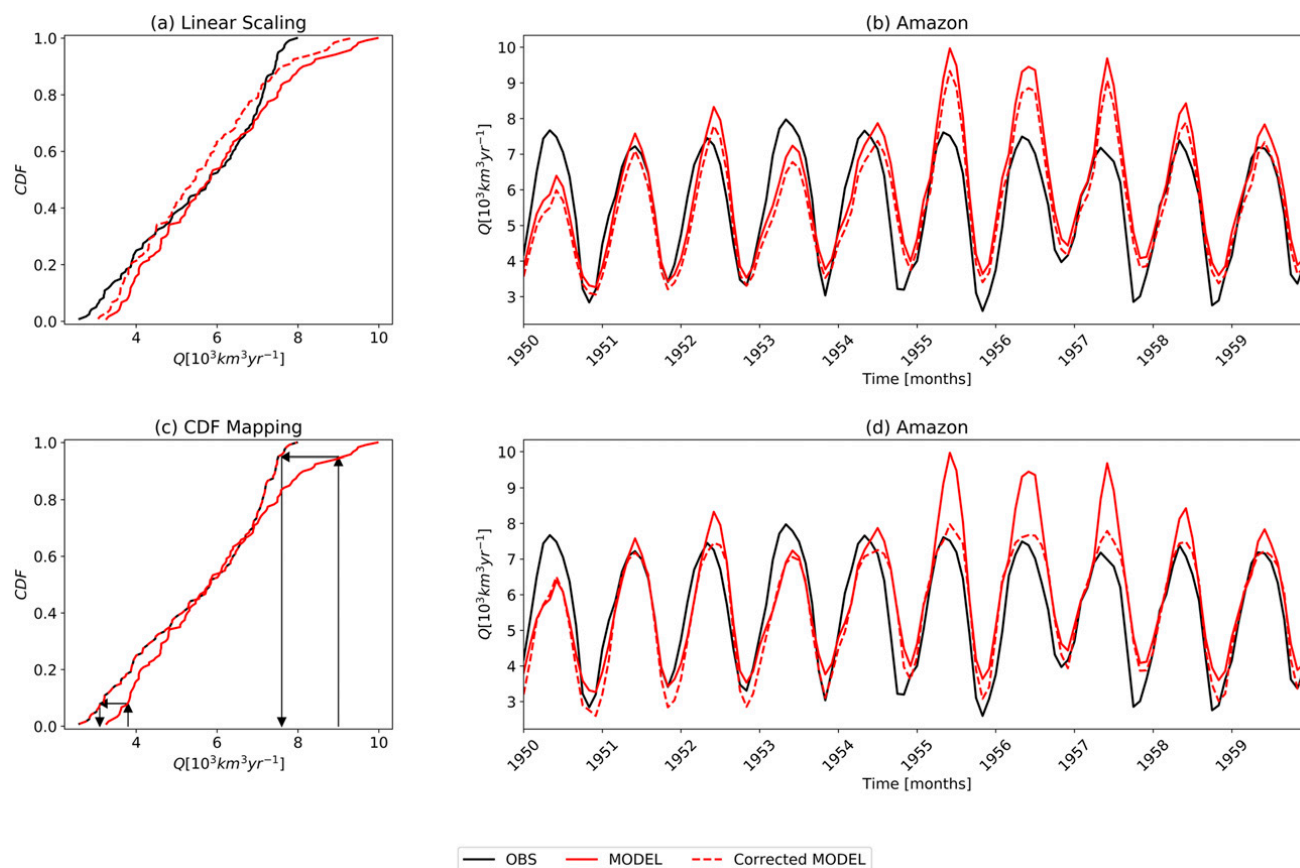 (a) Linear Scaling
1.0
0.8
0.6
0.4
0.2
0.0
CDF
4 6 8 10
Q[10³km³yr⁻¹]
(b) Amazon
10
9
8
7
6
5
4
3
Q[10³km³yr⁻¹]
1950 1951 1952 1953 1954 1955 1956 1957 1958 1959
Time [months]
(c) CDF Mapping
1.0
0.8
0.6
0.4
0.2
0.0
CDF
4 6 8 10
Q[10³km³yr⁻¹]
(d) Amazon
10
9
8
7
6
5
4
3
Q[10³km³yr⁻¹]
1950 1951 1952 1953 1954 1955 1956 1957 1958 1959
Time [months]
OBS MODEL Corrected MODEL